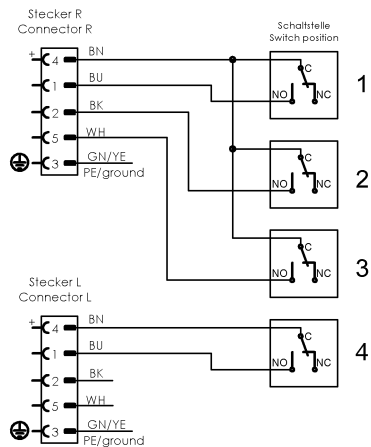 Stecker R
Connector R
+ 4 BN
1 BU
2 BK
5 WH
3 GN/YE
PE/ground
Schaltstelle
Switch position
C
NO NC
1
C
NO NC
2
C
NO NC
3
Stecker L
Connector L
+ 4 BN
1 BU
2 BK
5 WH
3 GN/YE
PE/ground
C
NO NC
4